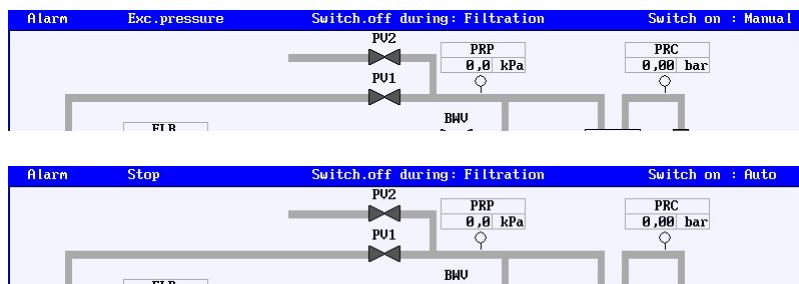 Alarm Exc.pressure Switch.off during: Filtration Switch on : Manual
PV2
PRP PRC
0,0 kPa 0,00 bar
PV1
BWV
FLB
Alarm Stop Switch.off during: Filtration Switch on : Auto
PV2
PRP PRC
0,0 kPa 0,00 bar
PV1
BWV
FLB